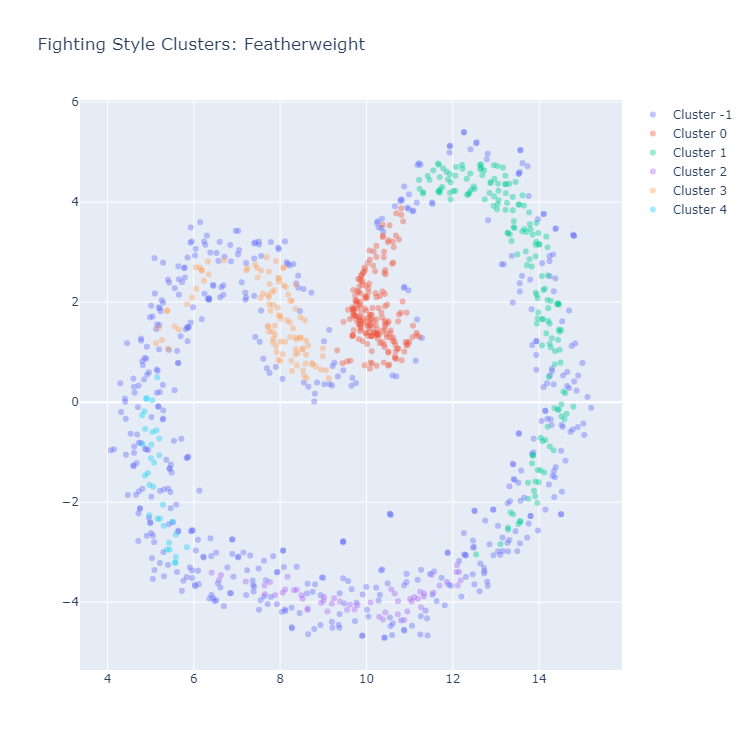 Fighting Style Clusters: Featherweight
6
4
2
0
−2
−4
4
6
8
10
12
14
Cluster -1
Cluster 0
Cluster 1
Cluster 2
Cluster 3
Cluster 4